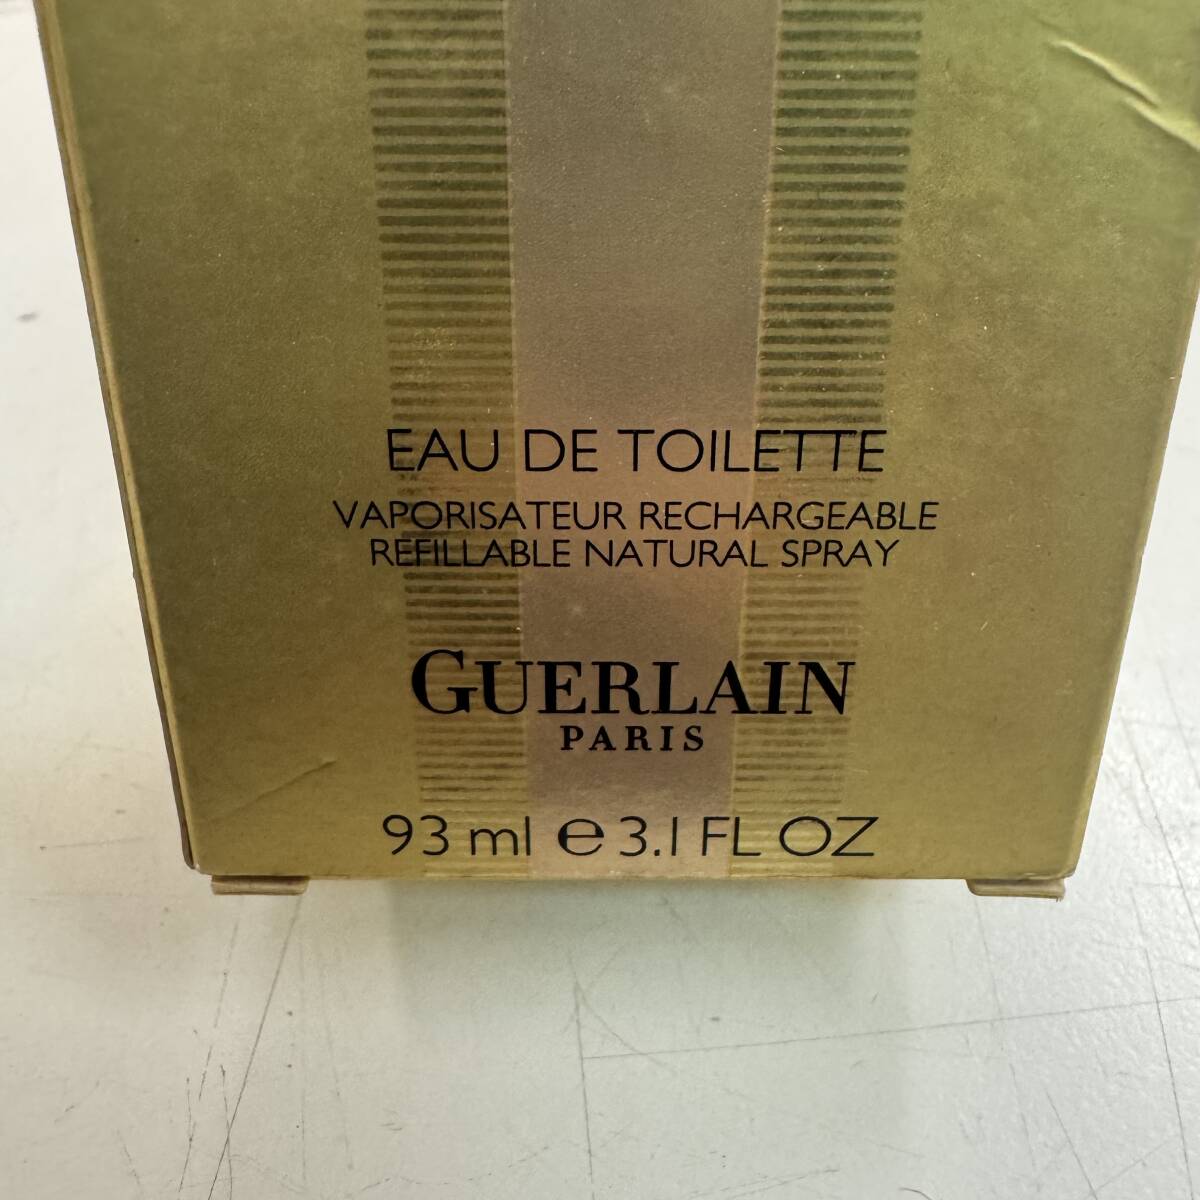 EAU DE TOILETTE
VAPORISATEUR RECHARGEABLE
REFILLABLE NATURAL SPRAY
GUERLAIN
PARIS
93 ml ℮ 3.1 FL OZ